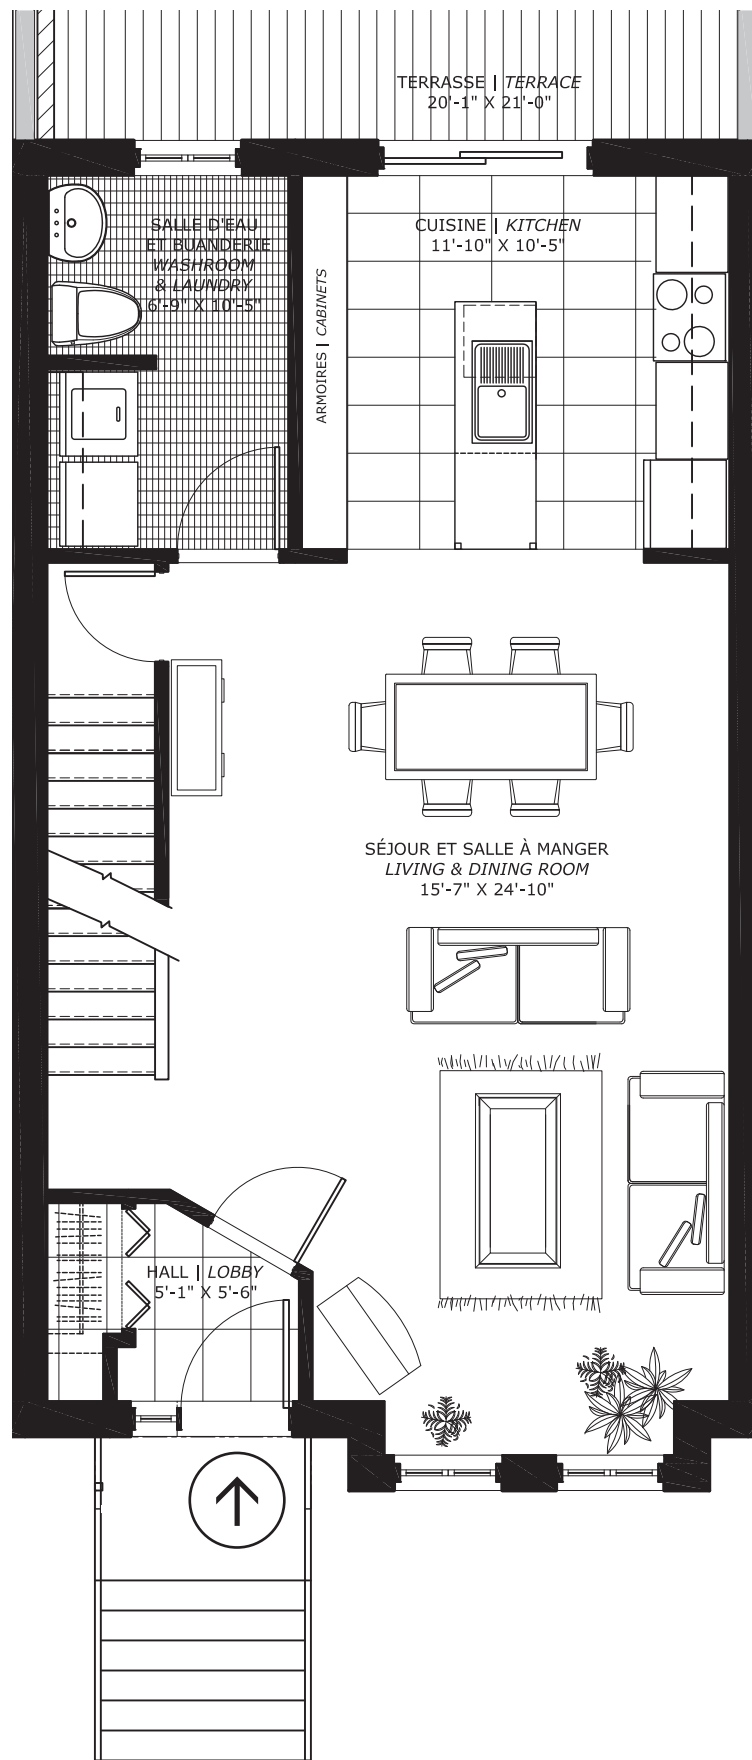 TERRASSE | TERRACE
20'-1" X 21'-0"
SALLE D'EAU
ET BUANDERIE
WASHROOM
& LAUNDRY
6'-9" X 10'-5"
CUISINE | KITCHEN
11'-10" X 10'-5"
ARMOIRES | CABINETS
SÉJOUR ET SALLE À MANGER
LIVING & DINING ROOM
15'-7" X 24'-10"
HALL | LOBBY
5'-1" X 5'-6"